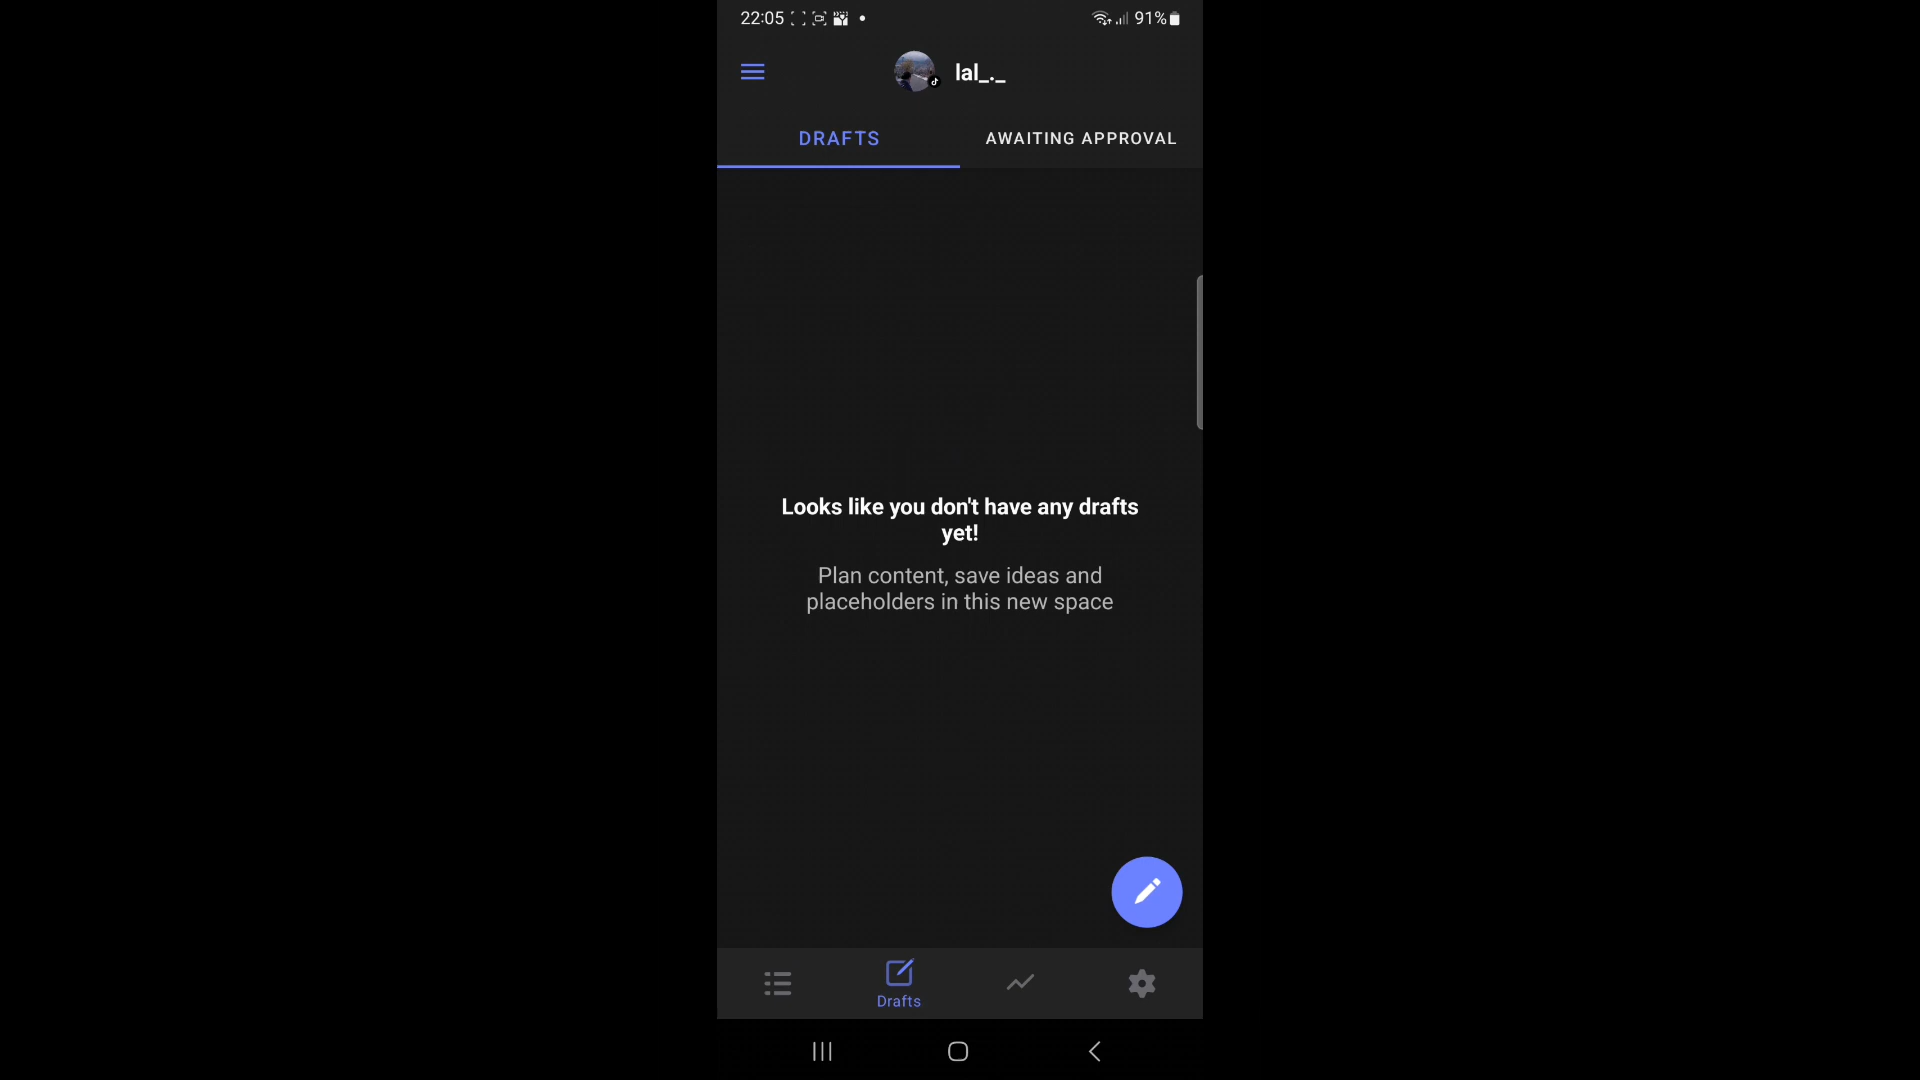 22:05
91%
lal_._
DRAFTS
AWAITING APPROVAL
Looks like you don't have any drafts
yet!
Plan content, save ideas and
placeholders in this new space
Drafts